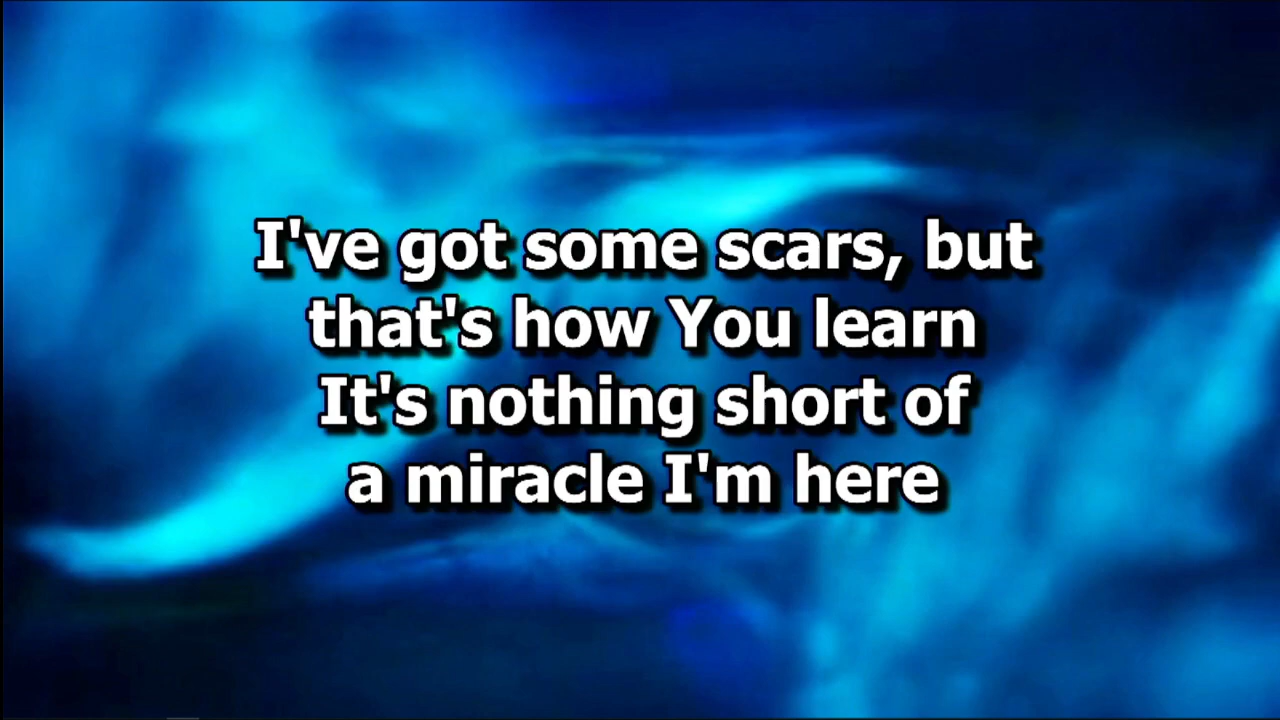 I've got some scars, but
that's how You learn
It's nothing short of
a miracle I'm here